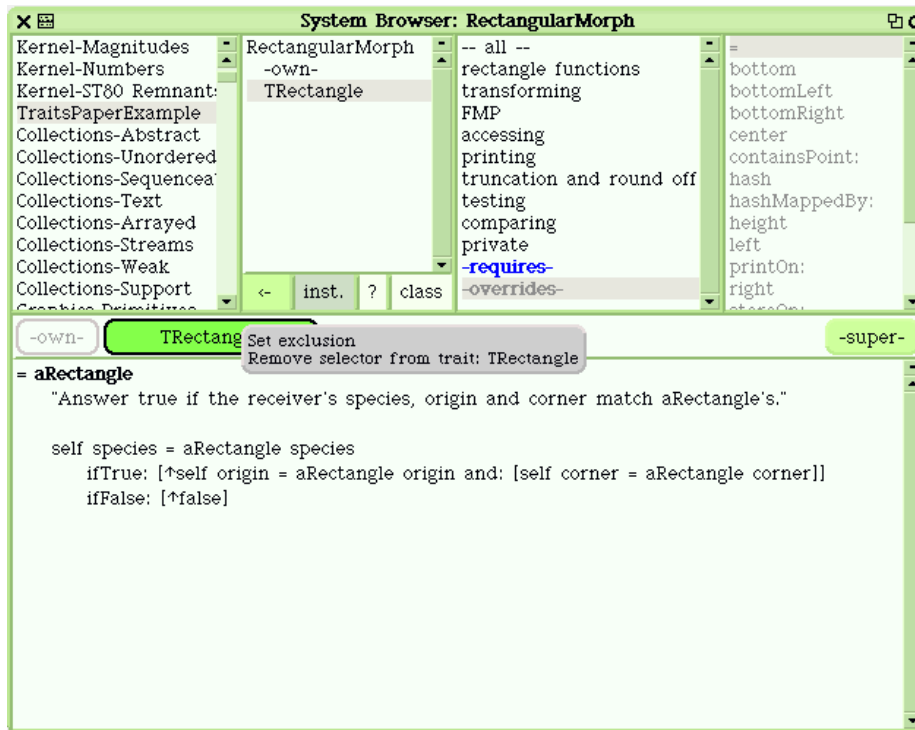 System Browser: RectangularMorph
Kernel-Magnitudes
Kernel-Numbers
Kernel-ST80 Remnants
TraitsPaperExample
Collections-Abstract
Collections-Unordered
Collections-Sequencea
Collections-Text
Collections-Arrayed
Collections-Streams
Collections-Weak
Collections-Support
Graphics-Primitives
RectangularMorph
-own-
TRectangle
<- inst. ? class
-- all --
rectangle functions
transforming
FMP
accessing
printing
truncation and round off
testing
comparing
private
-requires-
-overrides-
=
bottom
bottomLeft
bottomRight
center
containsPoint:
hash
hashMappedBy:
height
left
printOn:
right
storeOn:
-own- TRectang -super-
Set exclusion
Remove selector from trait: TRectangle
= aRectangle
"Answer true if the receiver's species, origin and corner match aRectangle's."
self species = aRectangle species
ifTrue: [↑self origin = aRectangle origin and: [self corner = aRectangle corner]]
ifFalse: [↑false]